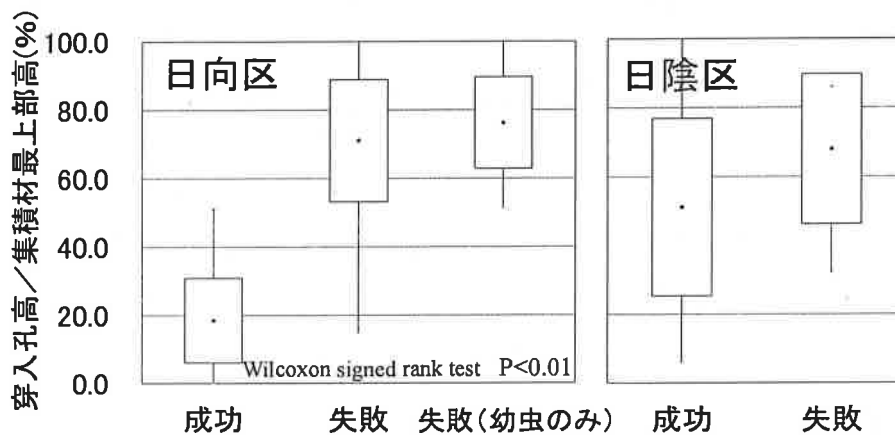 穿入孔高／集積材最上部高(%)
100.0
80.0
60.0
40.0
20.0
0.0
日向区
日陰区
Wilcoxon signed rank test P<0.01
成功
失敗
失敗(幼虫のみ)
成功
失敗